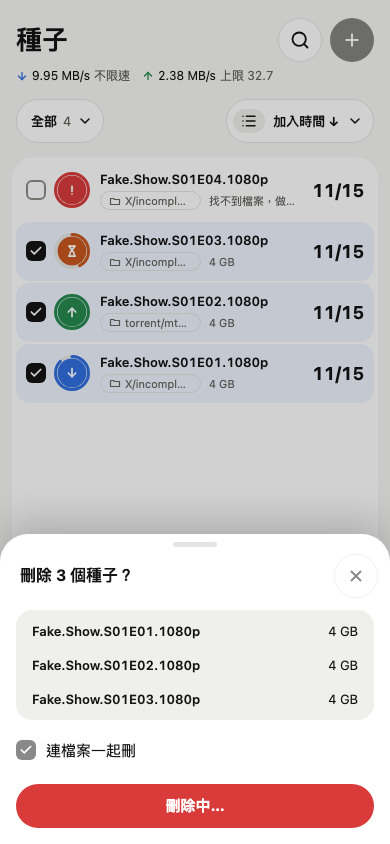 種子
9.95 MB/s 不限速 2.38 MB/s 上限 32.7
全部 4
加入時間
Fake.Show.S01E04.1080p
X/incompl... 找不到檔案，做...
11/15
Fake.Show.S01E03.1080p
X/incompl... 4 GB
11/15
Fake.Show.S01E02.1080p
torrent/mt... 4 GB
11/15
Fake.Show.S01E01.1080p
X/incompl... 4 GB
11/15
刪除 3 個種子？
Fake.Show.S01E01.1080p 4 GB
Fake.Show.S01E02.1080p 4 GB
Fake.Show.S01E03.1080p 4 GB
連檔案一起刪
刪除中...